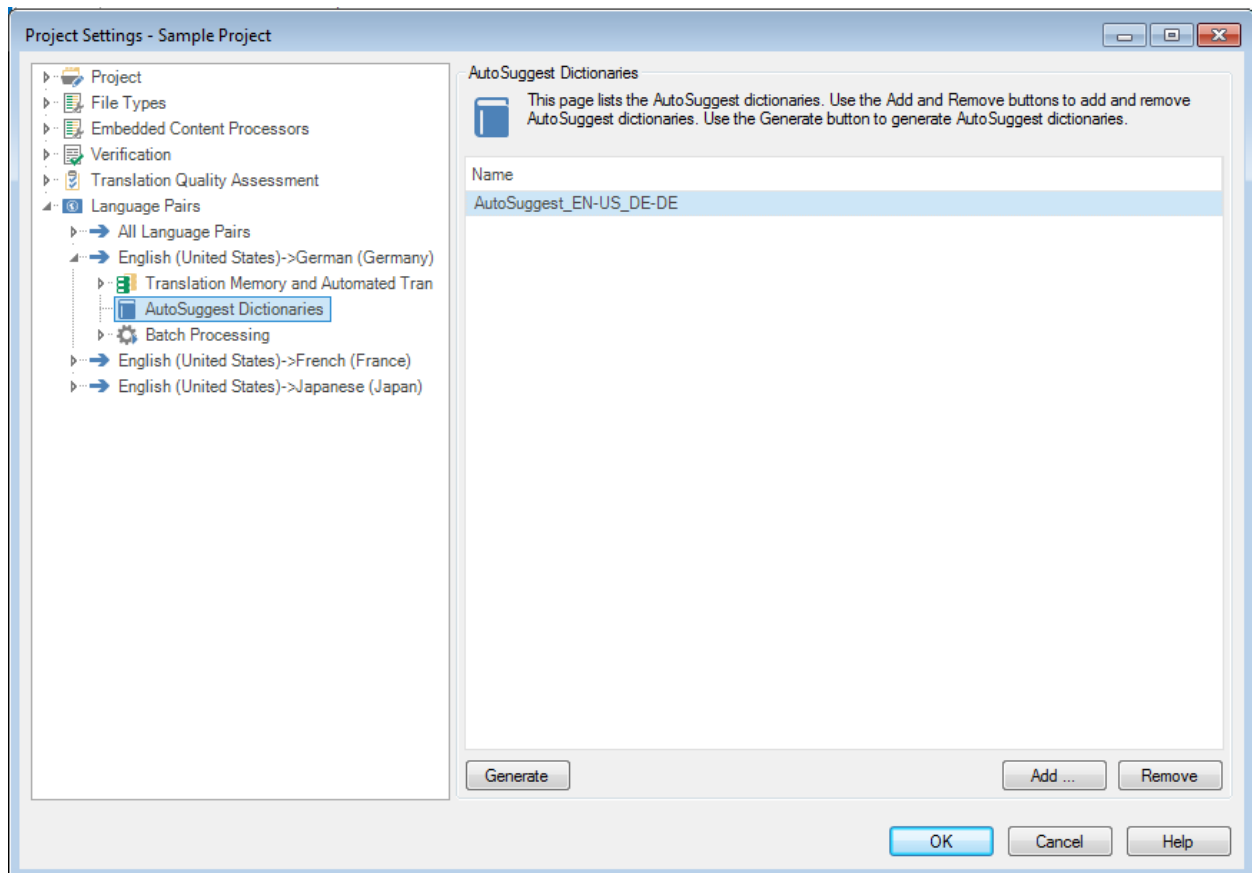 Project Settings - Sample Project
Project
File Types
Embedded Content Processors
Verification
Translation Quality Assessment
Language Pairs
All Language Pairs
English (United States)->German (Germany)
Translation Memory and Automated Tran
AutoSuggest Dictionaries
Batch Processing
English (United States)->French (France)
English (United States)->Japanese (Japan)
AutoSuggest Dictionaries
This page lists the AutoSuggest dictionaries. Use the Add and Remove buttons to add and remove
AutoSuggest dictionaries. Use the Generate button to generate AutoSuggest dictionaries.
Name
AutoSuggest_EN-US_DE-DE
Generate
Add ...
Remove
OK
Cancel
Help